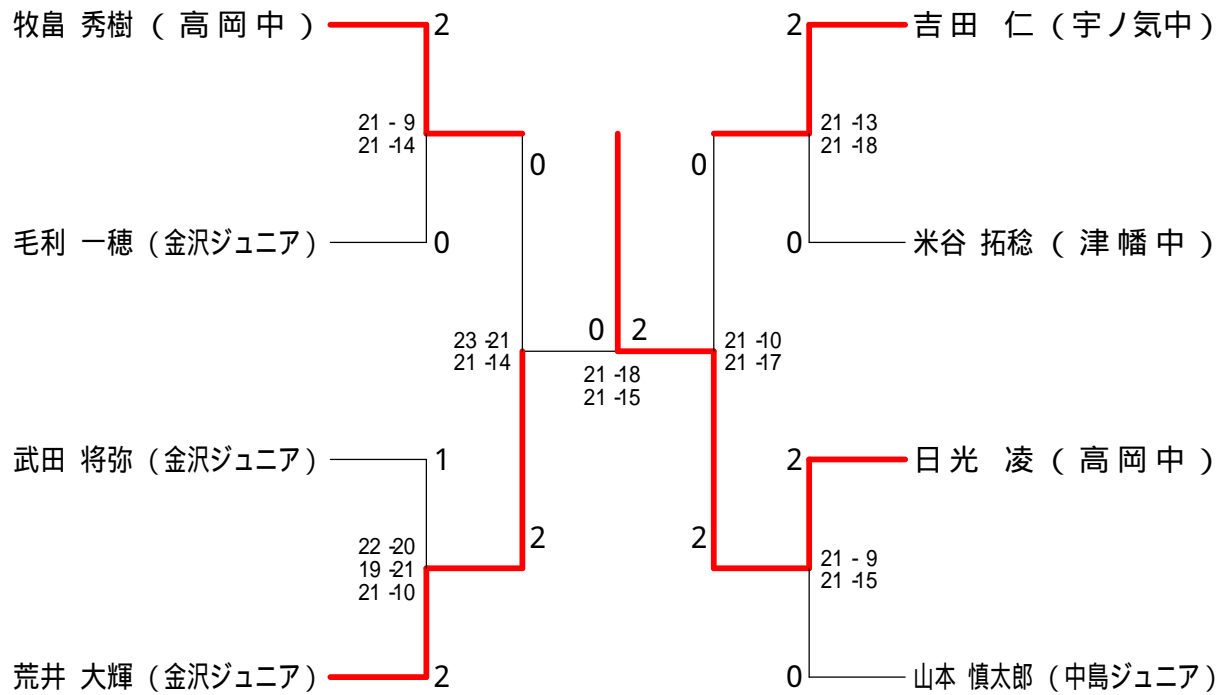 牧畠 秀樹 ( 高 岡 中 ) 2
2 吉 田 仁 (宇ノ気中)
21 - 9
21 -14
0
0
21 -13
21 -18
毛利 一穂 (金沢ジュニア) 0
0 米谷 拓稔 ( 津 幡 中 )
23 -21
21 -14
0 2
21 -18
21 -15
21 -10
21 -17
武田 将弥 (金沢ジュニア) 1
2 日 光 凌 ( 高 岡 中 )
22 -20
19 -21
21 -10
2
2
21 - 9
21 -15
荒井 大輝 (金沢ジュニア) 2
0 山本 慎太郎 (中島ジュニア)